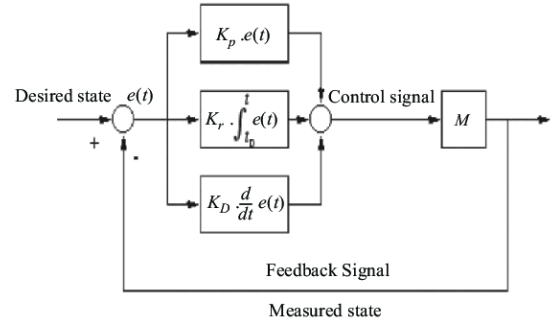 K_p .e(t)
Desired state e(t)
Control signal
K_r . ∫_{t_0}^{t} e(t)
M
+
-
K_D . d/dt e(t)
Feedback Signal
Measured state